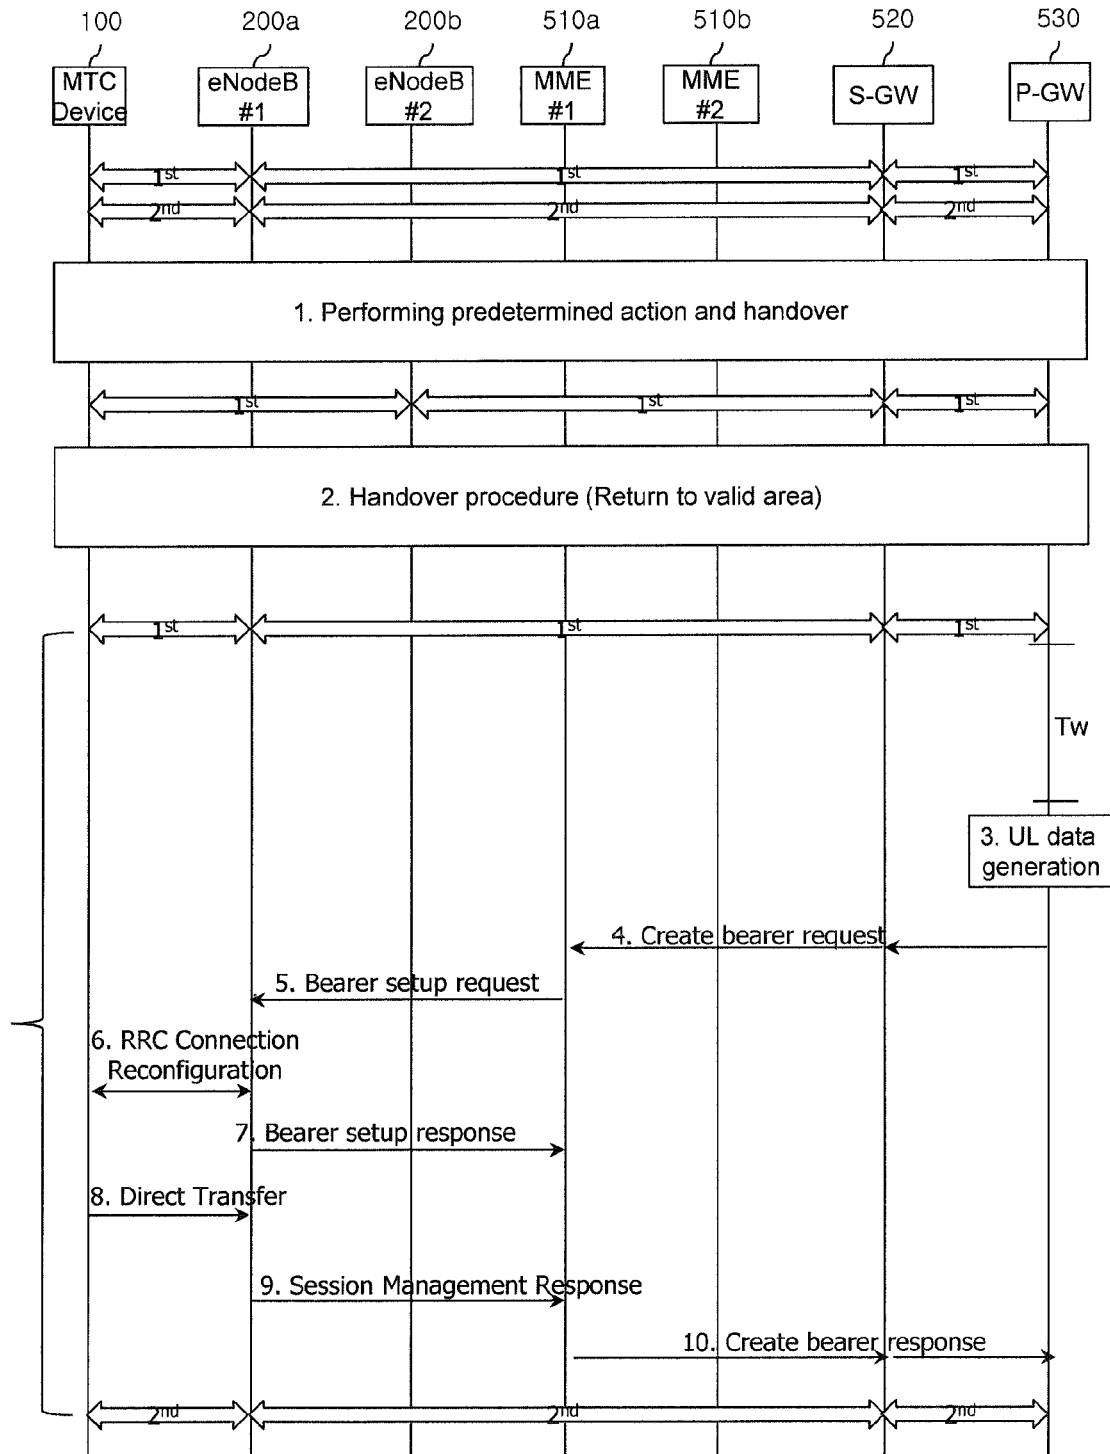 100 200a 200b 510a 510b 520 530
MTC Device eNodeB #1 eNodeB #2 MME #1 MME #2 S-GW P-GW
1st 1st 1st
2nd 2nd 2nd
1. Performing predetermined action and handover
1st 1st 1st
2. Handover procedure (Return to valid area)
1st 1st 1st
Tw
3. UL data
generation
4. Create bearer request
5. Bearer setup request
6. RRC Connection
Reconfiguration
7. Bearer setup response
8. Direct Transfer
9. Session Management Response
10. Create bearer response
2nd 2nd 2nd